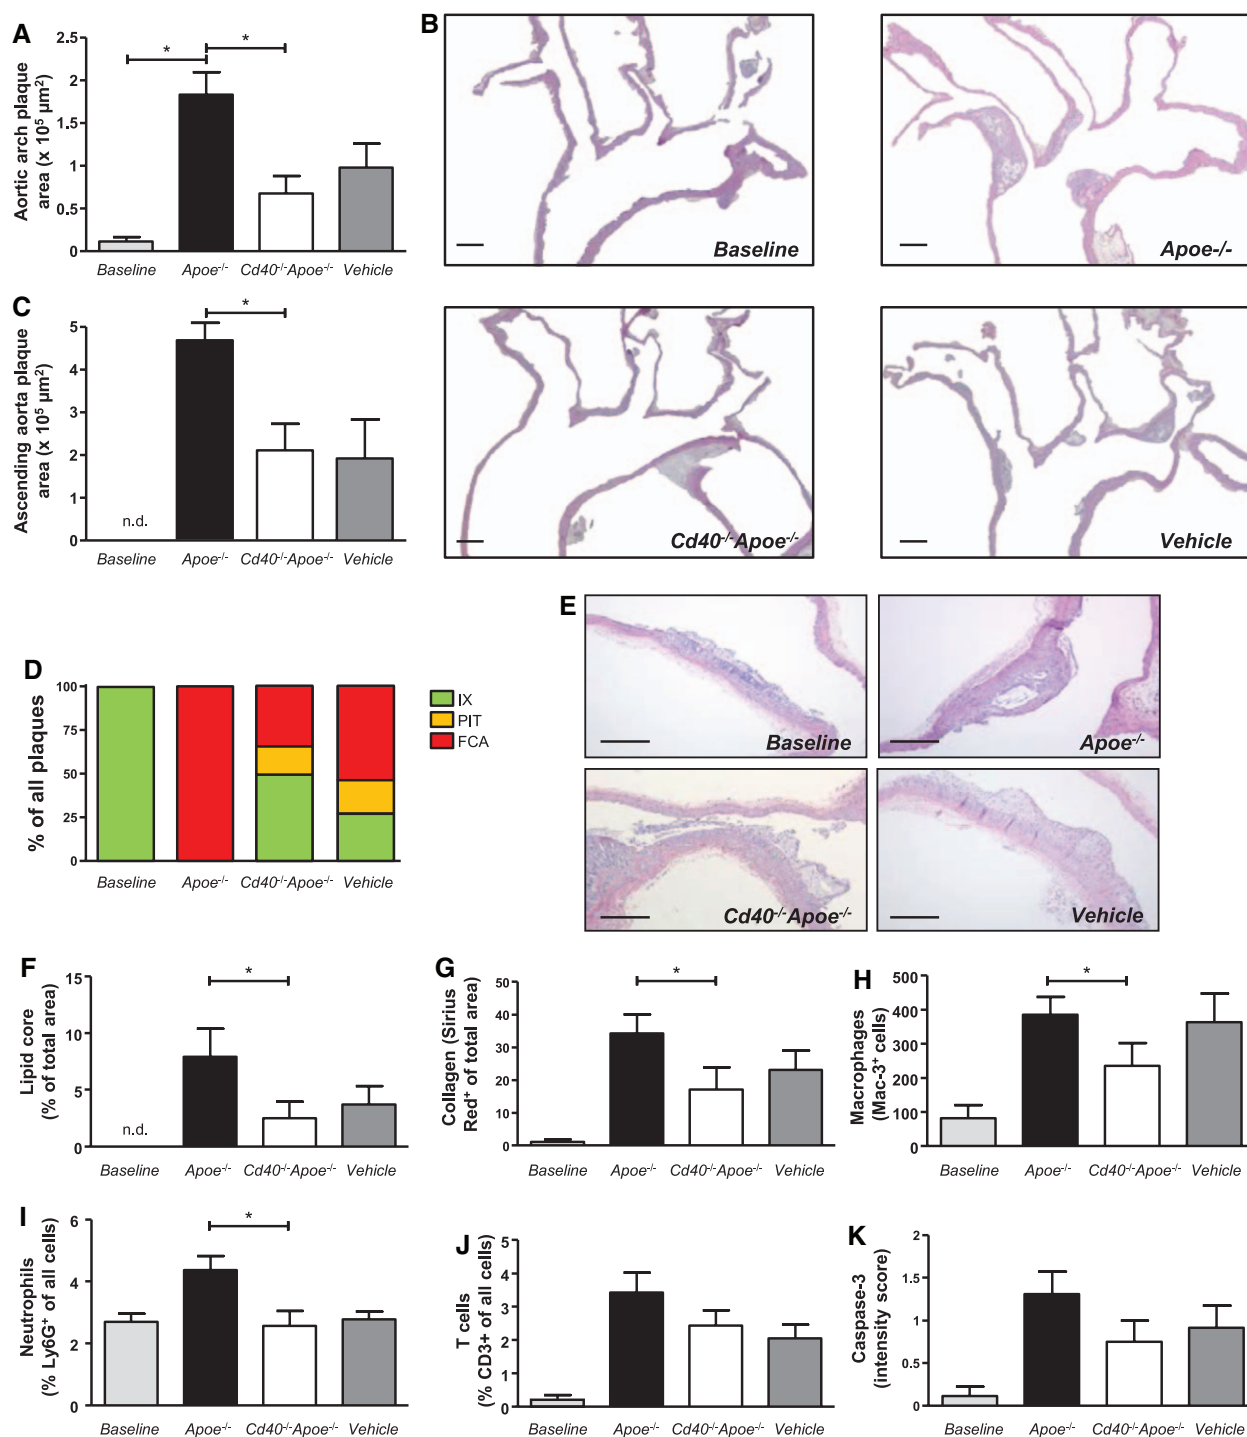 A
Aortic arch plaque
area (x 10⁵ µm²)
2.5
2
1.5
1
0.5
0
*
*
Baseline
Apoe⁻/⁻
Cd40⁻/⁻Apoe⁻/⁻
Vehicle
B
Baseline
Apoe-/-
Cd40⁻/⁻Apoe⁻/⁻
Vehicle
C
Ascending aorta plaque
area (x 10⁵ µm²)
5
4
3
2
1
0
n.d.
*
Baseline
Apoe⁻/⁻
Cd40⁻/⁻Apoe⁻/⁻
Vehicle
D
% of all plaques
100
75
50
25
0
Baseline
Apoe⁻/⁻
Cd40⁻/⁻Apoe⁻/⁻
Vehicle
IX
PIT
FCA
E
Baseline
Apoe⁻/⁻
Cd40⁻/⁻Apoe⁻/⁻
Vehicle
F
Lipid core
(% of total area)
15
10
5
0
n.d.
*
Baseline
Apoe⁻/⁻
Cd40⁻/⁻Apoe⁻/⁻
Vehicle
G
Collagen (Sirius
Red⁺ of total area)
50
40
30
20
10
0
*
Baseline
Apoe⁻/⁻
Cd40⁻/⁻Apoe⁻/⁻
Vehicle
H
Macrophages
(Mac-3⁺ cells)
500
400
300
200
100
0
*
Baseline
Apoe⁻/⁻
Cd40⁻/⁻Apoe⁻/⁻
Vehicle
I
Neutrophils
(% Ly6G⁺ of all cells)
6
4
2
0
*
Baseline
Apoe⁻/⁻
Cd40⁻/⁻Apoe⁻/⁻
Vehicle
J
T cells
(% CD3+ of all cells)
5
4
3
2
1
0
Baseline
Apoe⁻/⁻
Cd40⁻/⁻Apoe⁻/⁻
Vehicle
K
Caspase-3
(intensity score)
2
1.5
1
0.5
0
Baseline
Apoe⁻/⁻
Cd40⁻/⁻Apoe⁻/⁻
Vehicle